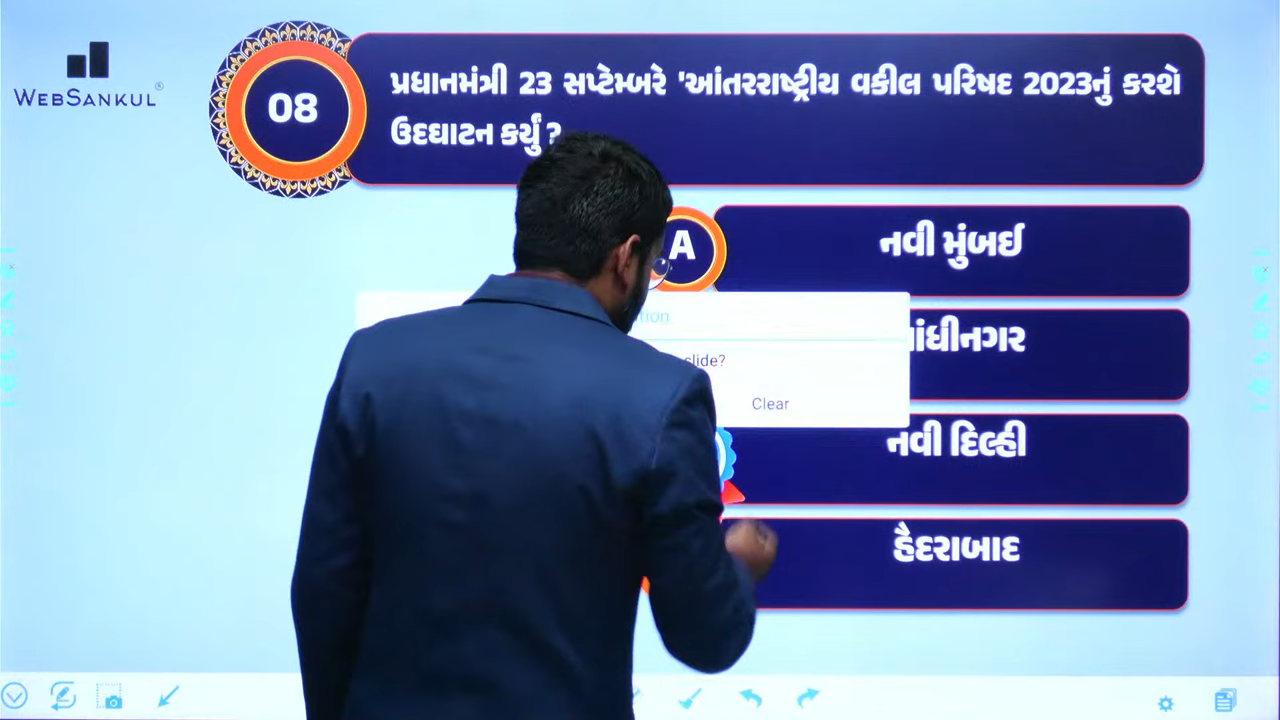 WEBSANKUL®
08
પ્રધાનમંત્રી 23 સપ્ટેમ્બરે 'આંતરરાષ્ટ્રીય વકીલ પરિષદ 2023નું કરશે
ઉદઘાટન કર્યું ?
A
નવી મુંબઈ
slide?
Clear
નવી દિલ્હી
હૈદરાબાદ